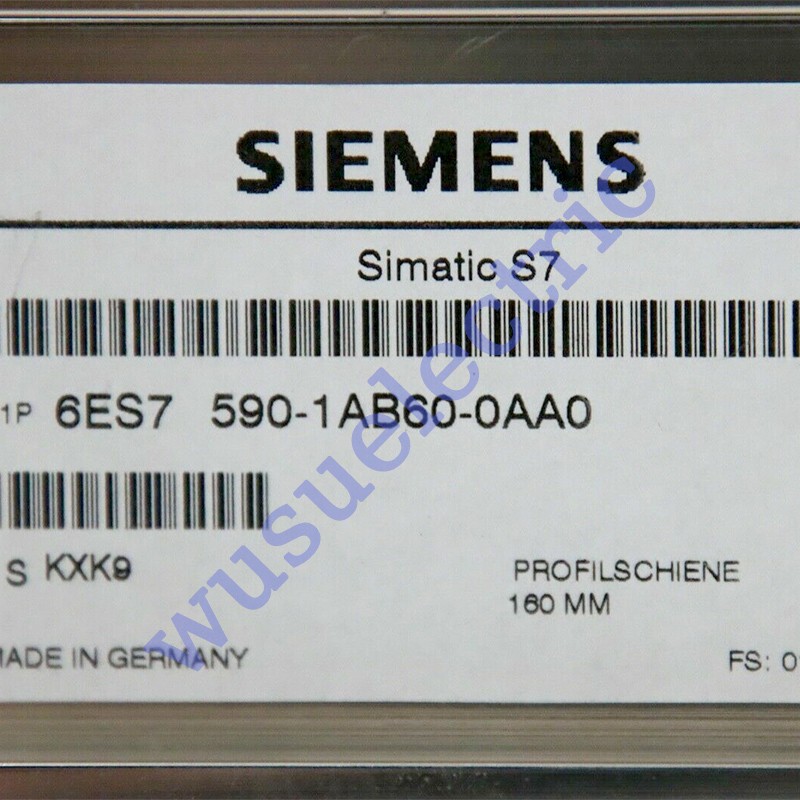 SIEMENS
Simatic S7
1P 6ES7 590-1AB60-0AA0
S KXK9
PROFILSCHIENE
160 MM
MADE IN GERMANY
FS: 0
wusuelectric